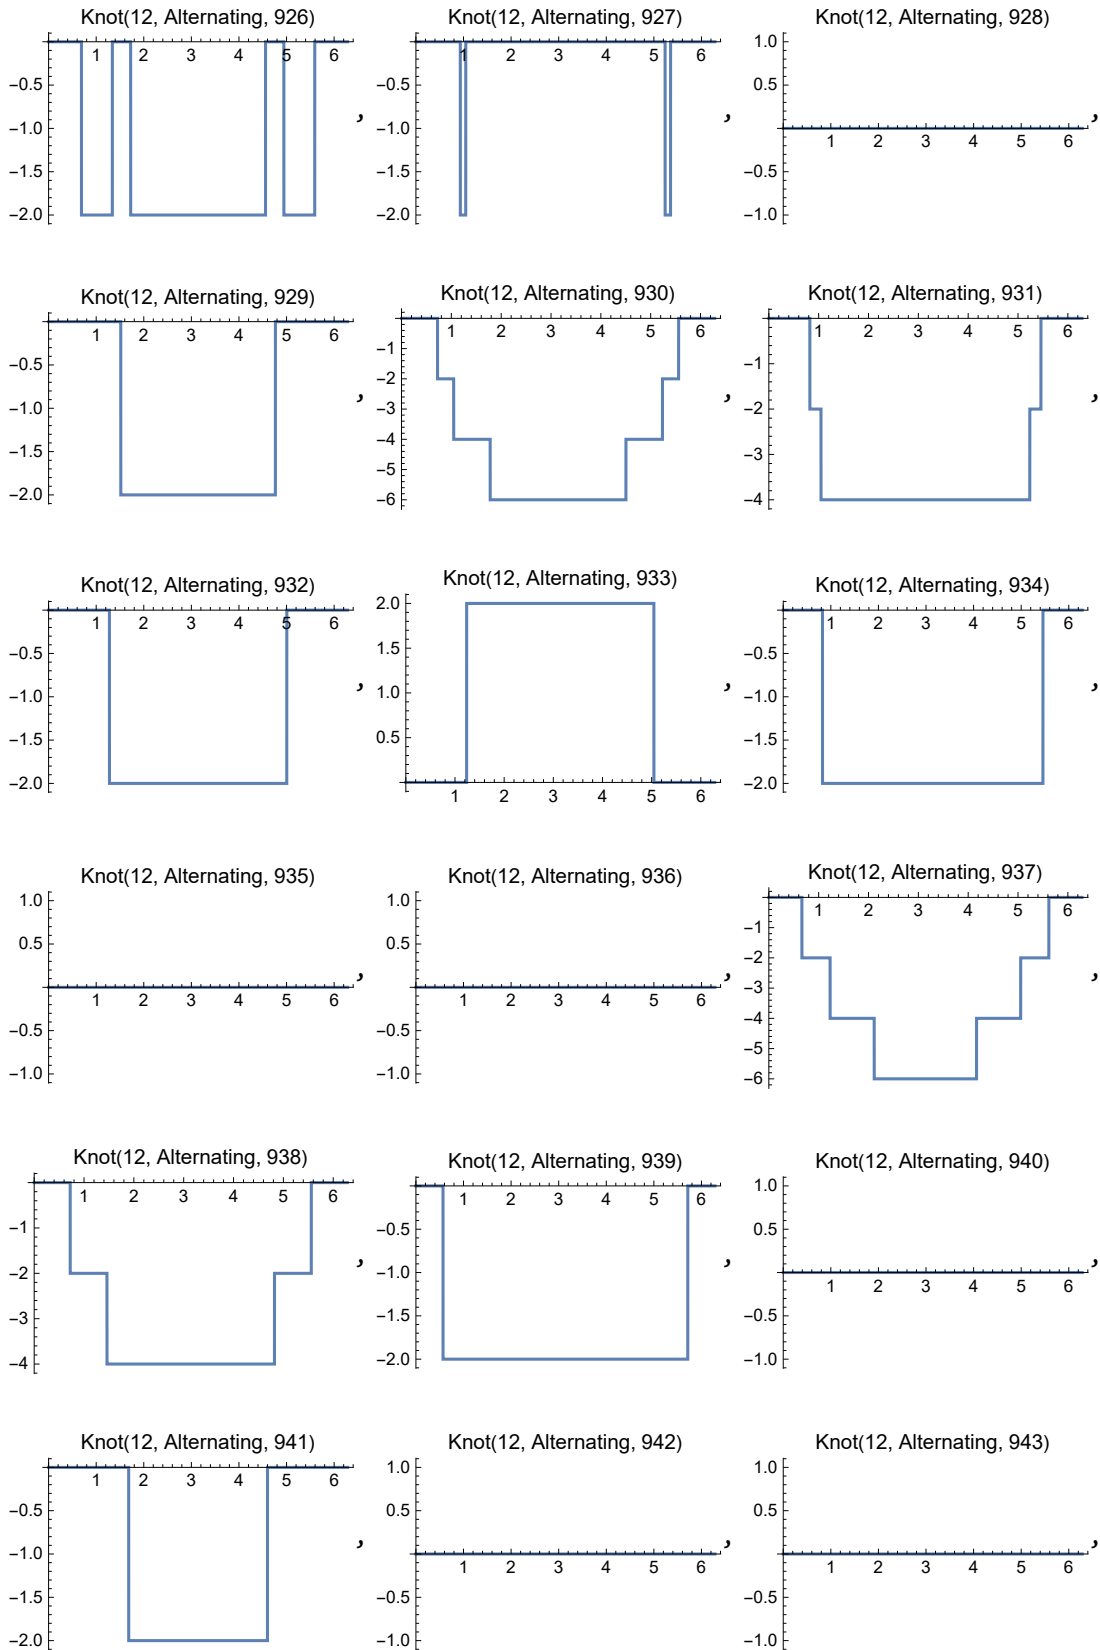 Knot(12, Alternating, 926)
1 2 3 4 5 6
−0.5
−1.0
−1.5
−2.0
,
Knot(12, Alternating, 927)
1 2 3 4 5 6
−0.5
−1.0
−1.5
−2.0
,
Knot(12, Alternating, 928)
1.0
0.5
1 2 3 4 5 6
−0.5
−1.0
,
Knot(12, Alternating, 929)
1 2 3 4 5 6
−0.5
−1.0
−1.5
−2.0
,
Knot(12, Alternating, 930)
1 2 3 4 5 6
−1
−2
−3
−4
−5
−6
,
Knot(12, Alternating, 931)
1 2 3 4 5 6
−1
−2
−3
−4
,
Knot(12, Alternating, 932)
1 2 3 4 5 6
−0.5
−1.0
−1.5
−2.0
,
Knot(12, Alternating, 933)
2.0
1.5
1.0
0.5
1 2 3 4 5 6
,
Knot(12, Alternating, 934)
1 2 3 4 5 6
−0.5
−1.0
−1.5
−2.0
,
Knot(12, Alternating, 935)
1.0
0.5
1 2 3 4 5 6
−0.5
−1.0
,
Knot(12, Alternating, 936)
1.0
0.5
1 2 3 4 5 6
−0.5
−1.0
,
Knot(12, Alternating, 937)
1 2 3 4 5 6
−1
−2
−3
−4
−5
−6
,
Knot(12, Alternating, 938)
1 2 3 4 5 6
−1
−2
−3
−4
,
Knot(12, Alternating, 939)
1 2 3 4 5 6
−0.5
−1.0
−1.5
−2.0
,
Knot(12, Alternating, 940)
1.0
0.5
1 2 3 4 5 6
−0.5
−1.0
,
Knot(12, Alternating, 941)
1 2 3 4 5 6
−0.5
−1.0
−1.5
−2.0
,
Knot(12, Alternating, 942)
1.0
0.5
1 2 3 4 5 6
−0.5
−1.0
,
Knot(12, Alternating, 943)
1.0
0.5
1 2 3 4 5 6
−0.5
−1.0
,